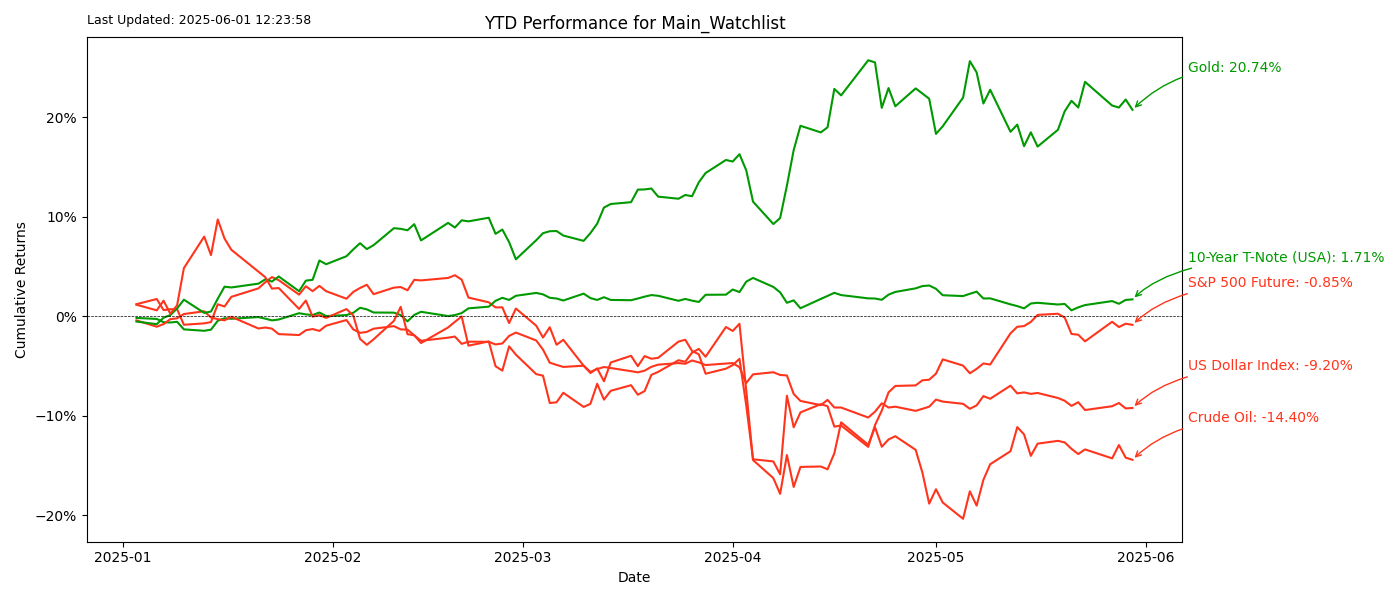 Last Updated: 2025-06-01 12:23:58
YTD Performance for Main_Watchlist
Cumulative Returns
20%
10%
0%
−10%
−20%
Gold: 20.74%
10-Year T-Note (USA): 1.71%
S&P 500 Future: -0.85%
US Dollar Index: -9.20%
Crude Oil: -14.40%
2025-01
2025-02
2025-03
2025-04
2025-05
2025-06
Date